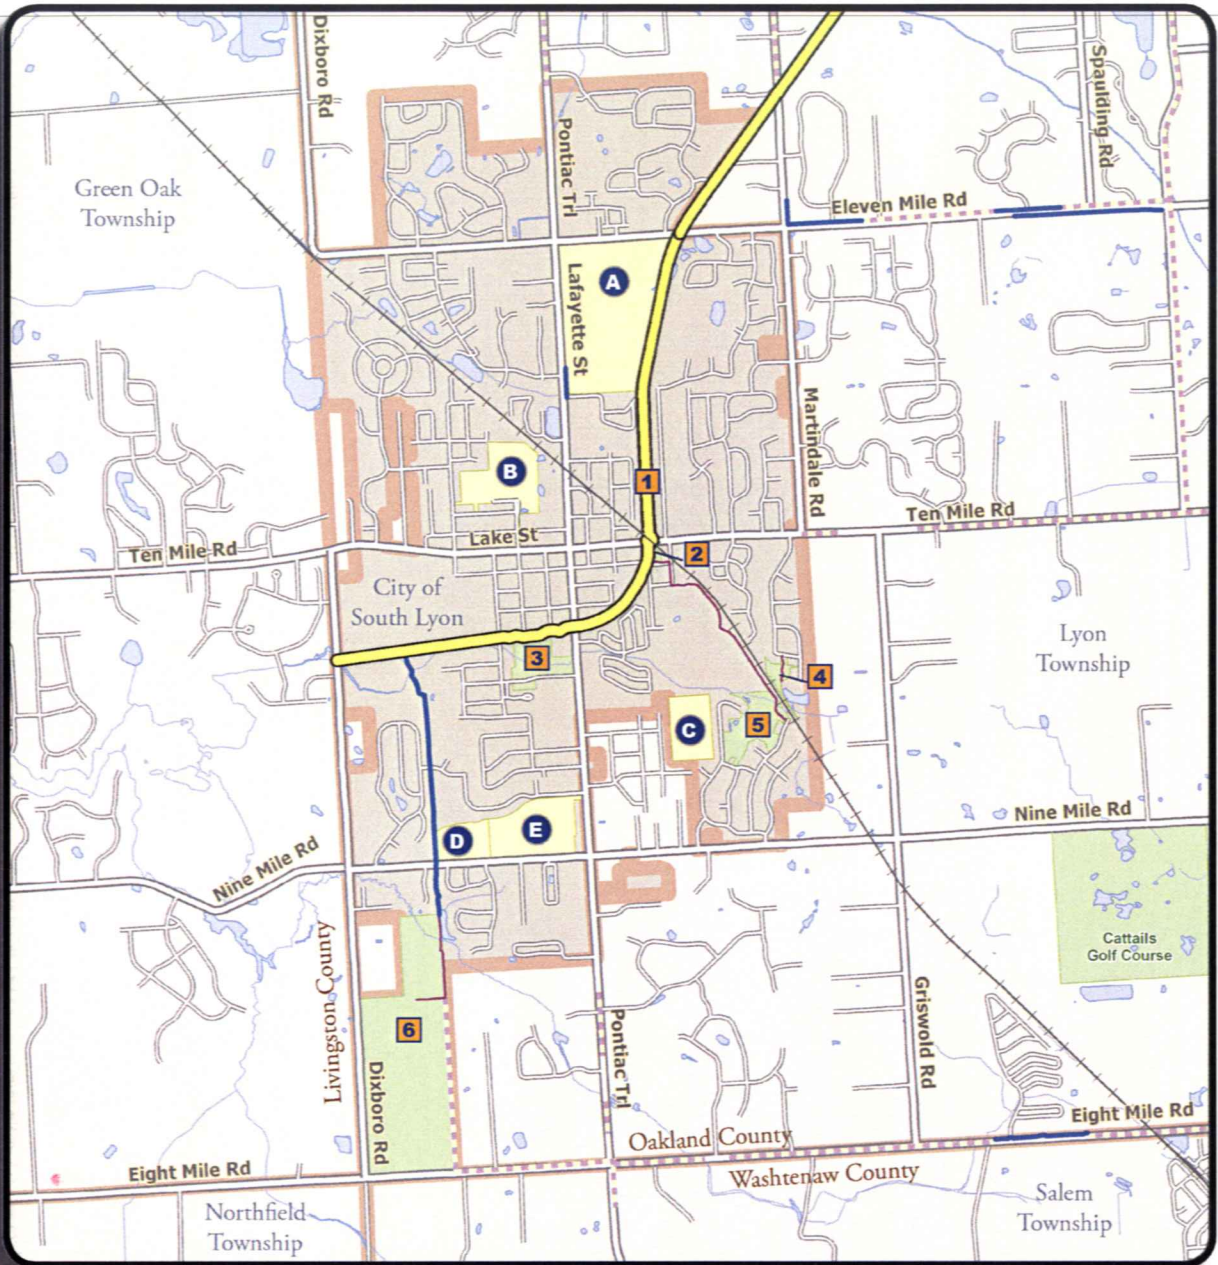 Dixboro Rd
Spaulding Rd
Pontiac Trl
Green Oak
Township
Eleven Mile Rd
A
Lafayette St
Martindale Rd
B
1
Ten Mile Rd
Lake St
Ten Mile Rd
2
City of
South Lyon
Lyon
Township
3
4
C
5
Nine Mile Rd
D
E
Nine Mile Rd
Cattails
Golf Course
Livingston County
Griswold Rd
6
Pontiac Trl
Dixboro Rd
Eight Mile Rd
Oakland County
Eight Mile Rd
Washtenaw County
Northfield
Township
Salem
Township